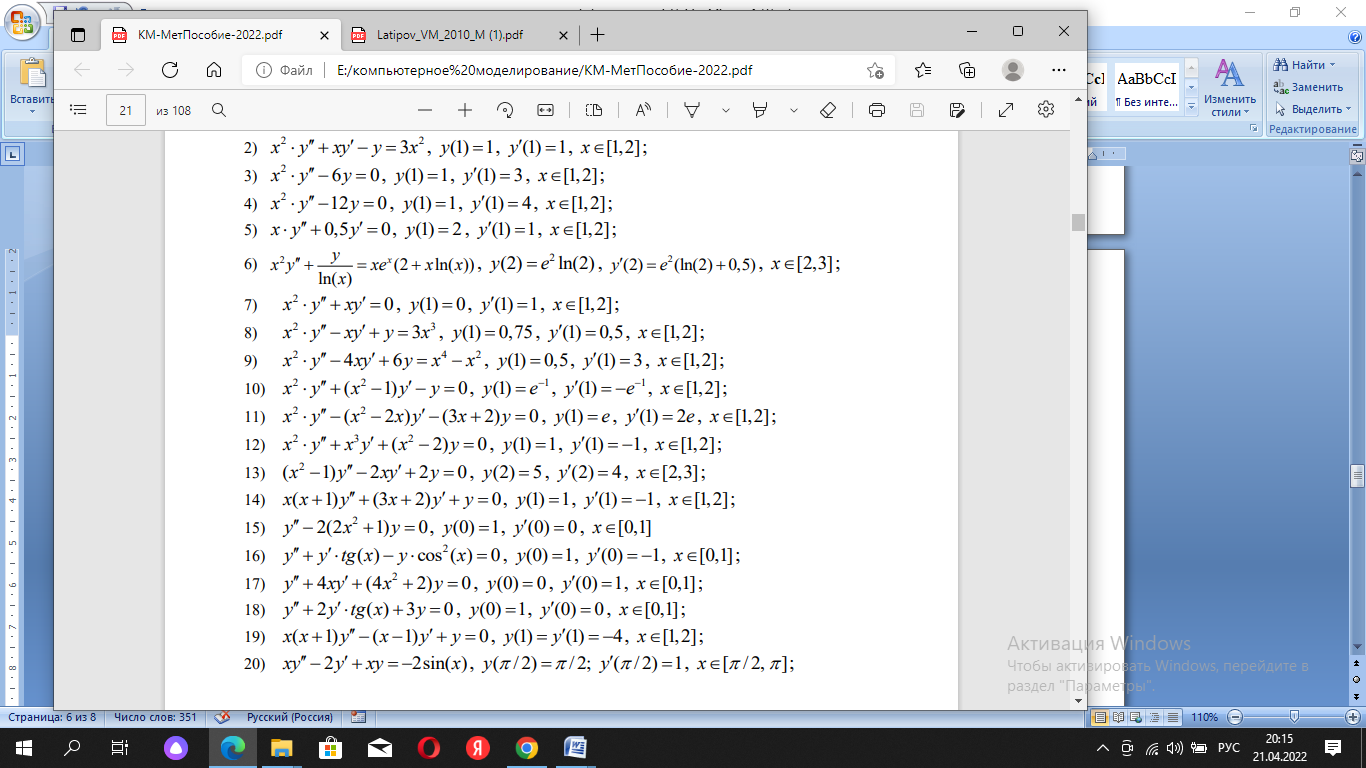 КМ-МетПособие-2022.pdf
Latipov_VM_2010_M (1).pdf
Файл
E:/компьютерное%20моделирование/КМ-МетПособие-2022.pdf
21 из 108
Вставить
АаBbCcI
¶ Без инте...
Изменить стили
Найти
Заменить
Выделить
Редактирование
2) x² · y″ + xy′ − y = 3x², y(1) = 1, y′(1) = 1, x ∈ [1,2];
3) x² · y″ − 6y = 0, y(1) = 1, y′(1) = 3, x ∈ [1,2];
4) x² · y″ − 12y = 0, y(1) = 1, y′(1) = 4, x ∈ [1,2];
5) x · y″ + 0,5y′ = 0, y(1) = 2, y′(1) = 1, x ∈ [1,2];
6) x²y″ + y/ln(x) = xeˣ(2 + x ln(x)), y(2) = e² ln(2), y′(2) = e²(ln(2) + 0,5), x ∈ [2,3];
7) x² · y″ + xy′ = 0, y(1) = 0, y′(1) = 1, x ∈ [1,2];
8) x² · y″ − xy′ + y = 3x³, y(1) = 0,75, y′(1) = 0,5, x ∈ [1,2];
9) x² · y″ − 4xy′ + 6y = x⁴ − x², y(1) = 0,5, y′(1) = 3, x ∈ [1,2];
10) x² · y″ + (x² − 1)y′ − y = 0, y(1) = e⁻¹, y′(1) = −e⁻¹, x ∈ [1,2];
11) x² · y″ − (x² − 2x)y′ − (3x + 2)y = 0, y(1) = e, y′(1) = 2e, x ∈ [1,2];
12) x² · y″ + x³y′ + (x² − 2)y = 0, y(1) = 1, y′(1) = −1, x ∈ [1,2];
13) (x² − 1)y″ − 2xy′ + 2y = 0, y(2) = 5, y′(2) = 4, x ∈ [2,3];
14) x(x + 1)y″ + (3x + 2)y′ + y = 0, y(1) = 1, y′(1) = −1, x ∈ [1,2];
15) y″ − 2(2x² + 1)y = 0, y(0) = 1, y′(0) = 0, x ∈ [0,1]
16) y″ + y′ · tg(x) − y · cos²(x) = 0, y(0) = 1, y′(0) = −1, x ∈ [0,1];
17) y″ + 4xy′ + (4x² + 2)y = 0, y(0) = 0, y′(0) = 1, x ∈ [0,1];
18) y″ + 2y′ · tg(x) + 3y = 0, y(0) = 1, y′(0) = 0, x ∈ [0,1];
19) x(x + 1)y″ − (x − 1)y′ + y = 0, y(1) = y′(1) = −4, x ∈ [1,2];
20) xy″ − 2y′ + xy = −2sin(x), y(π / 2) = π / 2; y′(π / 2) = 1, x ∈ [π / 2, π];
Активация Windows
Чтобы активировать Windows, перейдите в
раздел "Параметры".
Страница: 6 из 8 Число слов: 351 Русский (Россия) 110%
РУС
20:15
21.04.2022